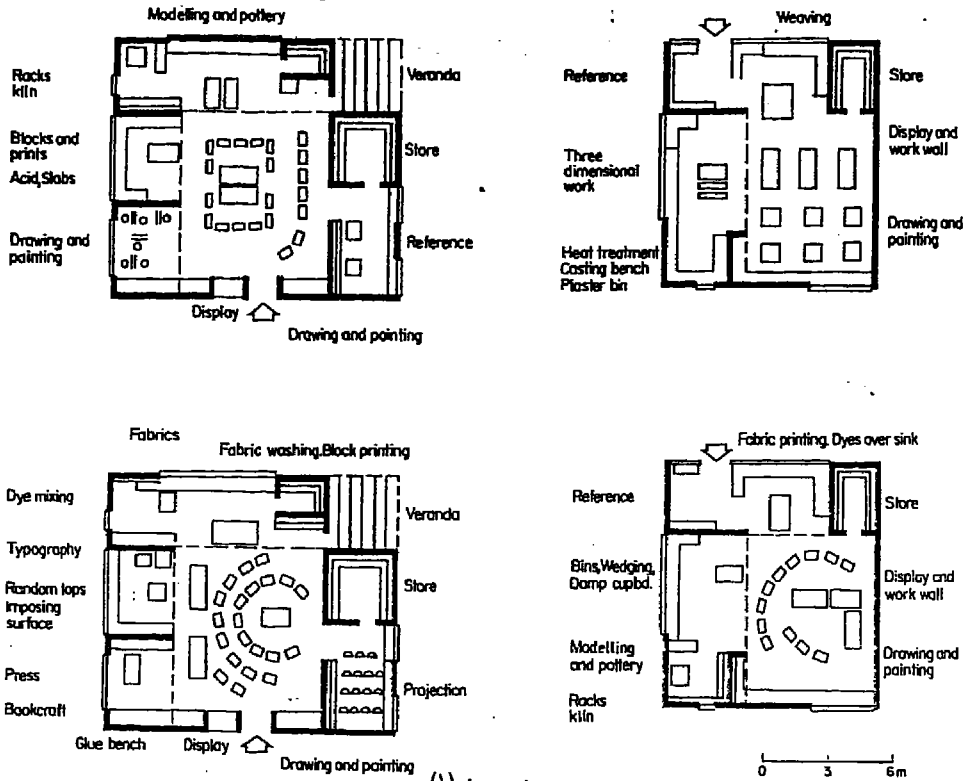 Modelling and pottery
Racks
kiln
Veranda
Blocks and
prints
Acid, Slabs
Store
Drawing and
painting
Reference
Display
Drawing and painting
Weaving
Reference
Store
Display and
work wall
Three
dimensional
work
Drawing and
painting
Heat treatment
Casting bench
Plaster bin
Fabrics
Fabric washing. Block printing
Dye mixing
Veranda
Typography
Random tops
Imposing
surface
Store
Press
Projection
Bookcraft
Glue bench
Display
Drawing and painting
Fabric printing. Dyes over sink
Reference
Store
Bins, Wedging,
Damp cupbd.
Display and
work wall
Modelling
and pottery
Drawing and
painting
Racks
kiln
0 3 6m